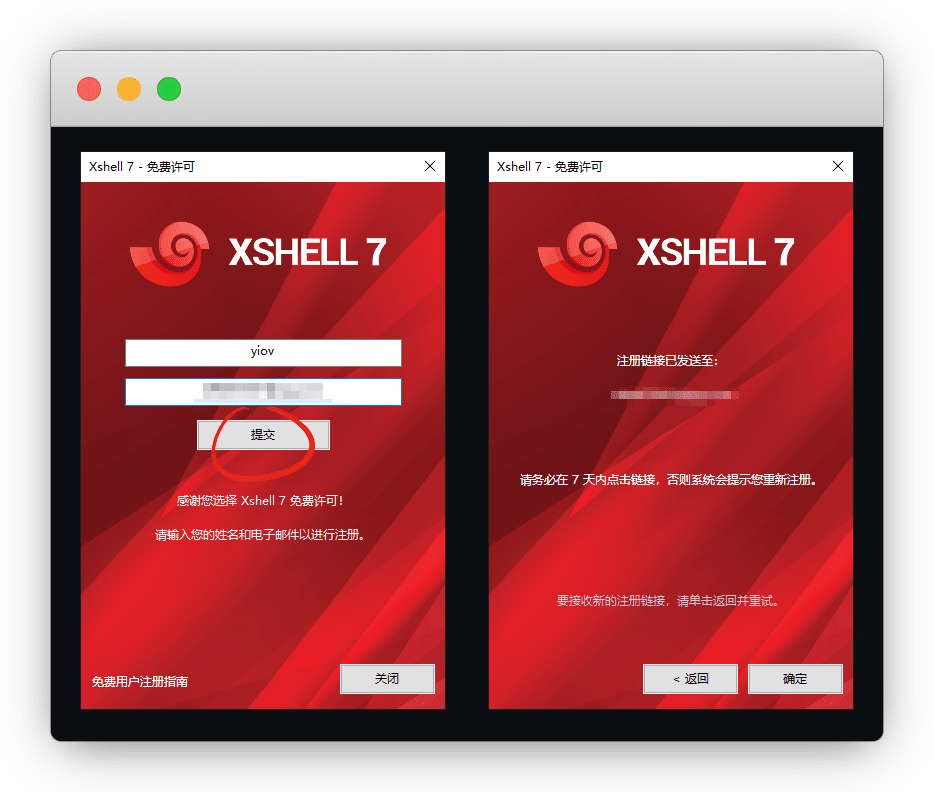 Xshell 7 - 免费许可
XSHELL 7
yiov
提交
感谢您选择 Xshell 7 免费许可!
请输入您的姓名和电子邮件以进行注册。
免费用户注册指南
关闭
Xshell 7 - 免费许可
XSHELL 7
注册链接已发送至:
请务必在 7 天内点击链接，否则系统会提示您重新注册。
要接收新的注册链接，请单击返回并重试。
< 返回
确定